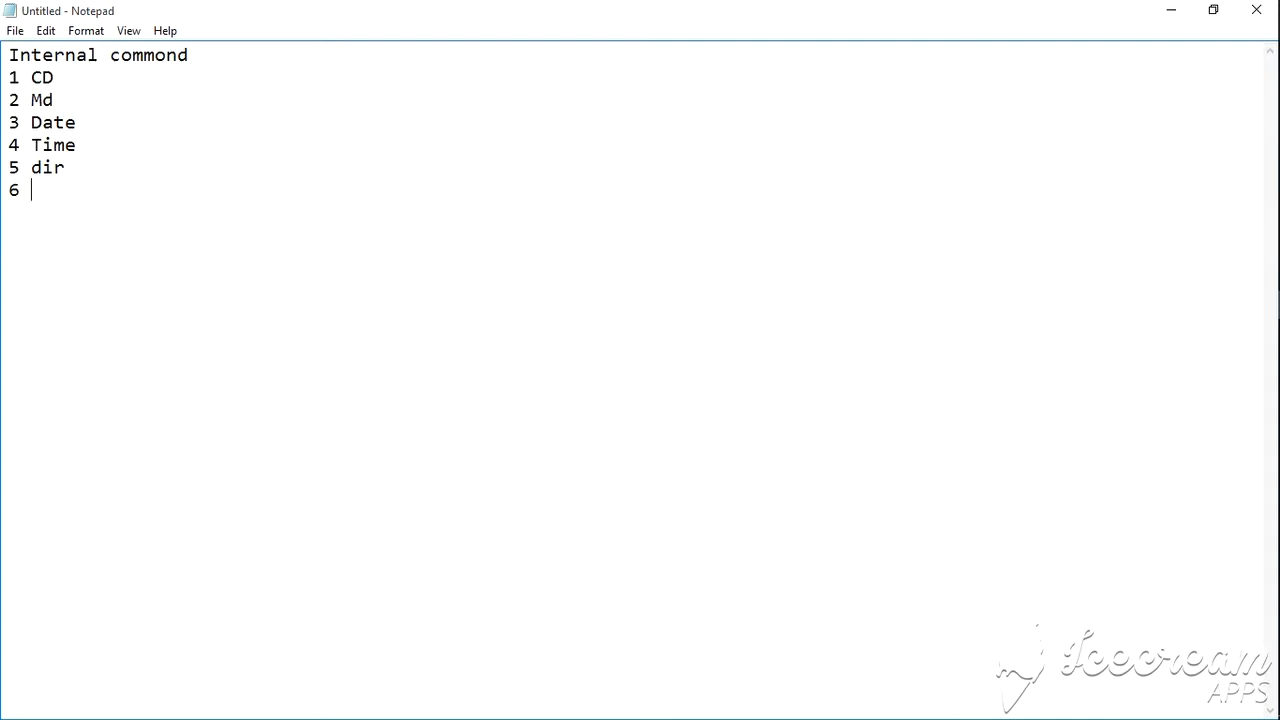 Untitled - Notepad
File Edit Format View Help
Internal commond
1 CD
2 Md
3 Date
4 Time
5 dir
6
Icecream
APPS